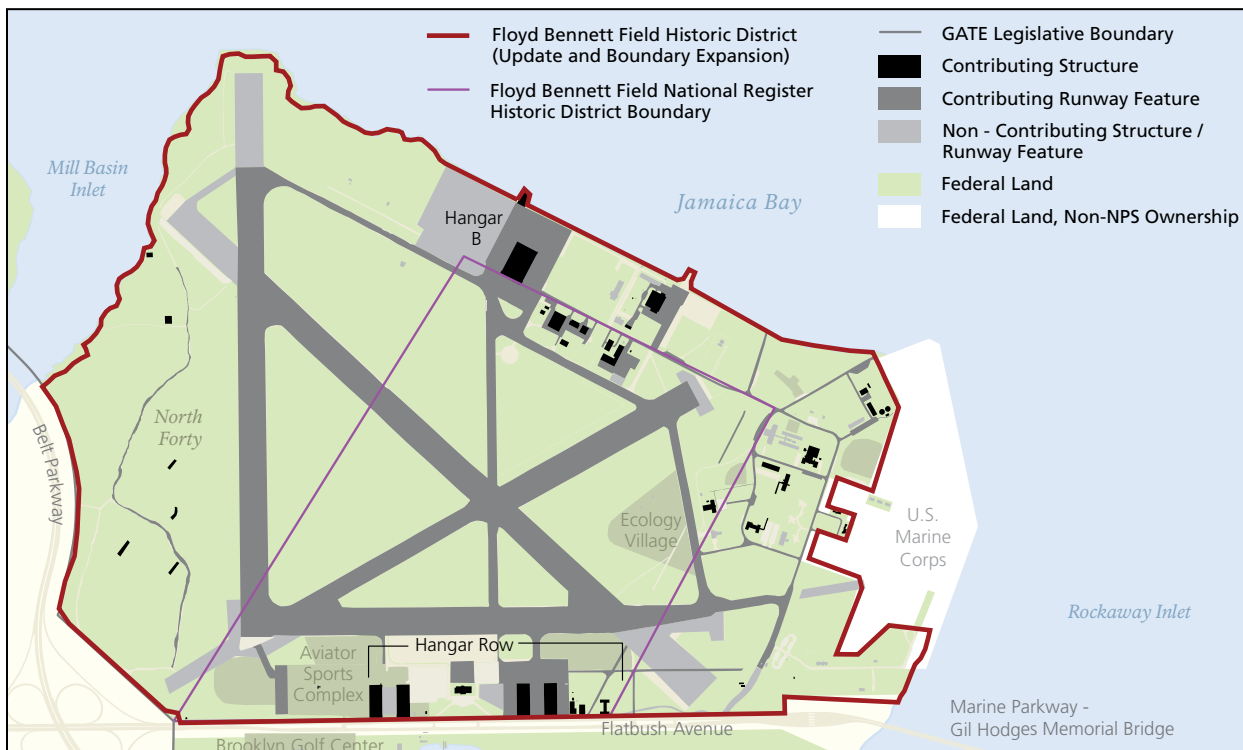 Floyd Bennett Field Historic District
(Update and Boundary Expansion)
Floyd Bennett Field National Register
Historic District Boundary
GATE Legislative Boundary
Contributing Structure
Contributing Runway Feature
Non - Contributing Structure /
Runway Feature
Federal Land
Federal Land, Non-NPS Ownership
Mill Basin
Inlet
Jamaica Bay
Hangar
B
North
Forty
Belt Parkway
Ecology
Village
U.S.
Marine
Corps
Rockaway Inlet
Hangar Row
Aviator
Sports
Complex
Marine Parkway -
Gil Hodges Memorial Bridge
Flatbush Avenue
Brooklyn Golf Center